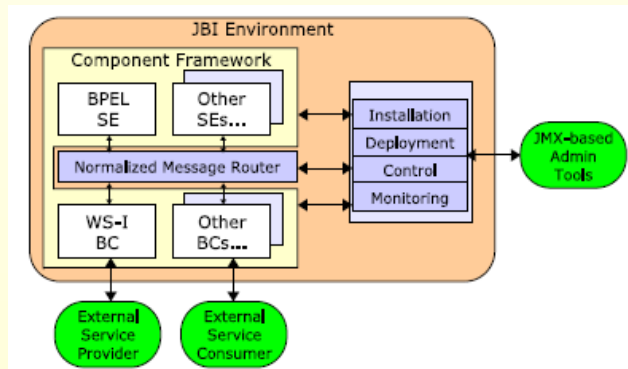 JBI Environment
Component Framework
BPEL
SE
Other
SEs...
Normalized Message Router
WS-I
BC
Other
BCs...
Installation
Deployment
Control
Monitoring
JMX-based
Admin
Tools
External
Service
Provider
External
Service
Consumer